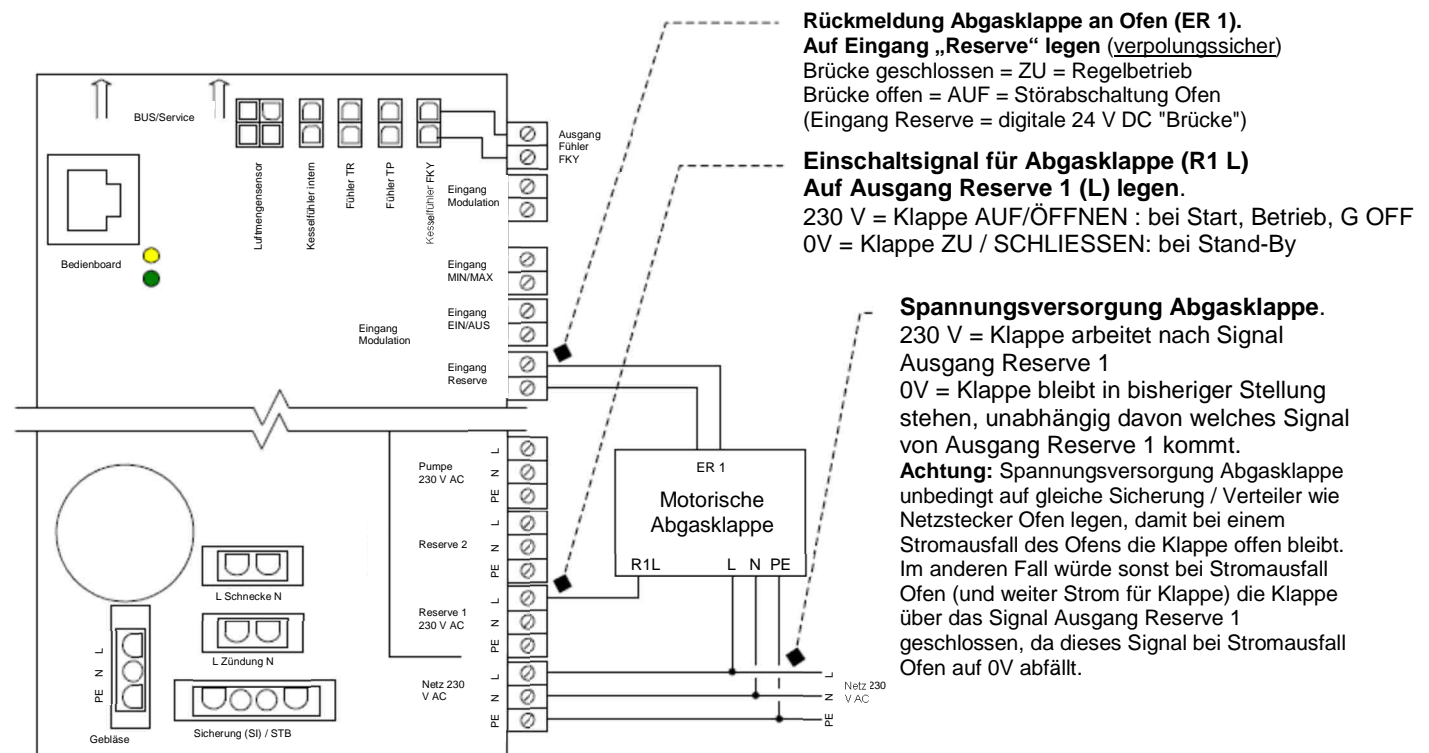 Rückmeldung Abgasklappe an Ofen (ER 1).
Auf Eingang „Reserve“ legen (verpolungssicher)
Brücke geschlossen = ZU = Regelbetrieb
Brücke offen = AUF = Störabschaltung Ofen
(Eingang Reserve = digitale 24 V DC "Brücke")
Einschaltsignal für Abgasklappe (R1 L)
Auf Ausgang Reserve 1 (L) legen.
230 V = Klappe AUF/ÖFFNEN : bei Start, Betrieb, G OFF
0V = Klappe ZU / SCHLIESSEN: bei Stand-By
Spannungsversorgung Abgasklappe.
230 V = Klappe arbeitet nach Signal
Ausgang Reserve 1
0V = Klappe bleibt in bisheriger Stellung
stehen, unabhängig davon welches Signal
von Ausgang Reserve 1 kommt.
Achtung: Spannungsversorgung Abgasklappe
unbedingt auf gleiche Sicherung / Verteiler wie
Netzstecker Ofen legen, damit bei einem
Stromausfall des Ofens die Klappe offen bleibt.
Im anderen Fall würde sonst bei Stromausfall
Ofen (und weiter Strom für Klappe) die Klappe
über das Signal Ausgang Reserve 1
geschlossen, da dieses Signal bei Stromausfall
Ofen auf 0V abfällt.
BUS/Service
Bedienboard
Luftmengensensor
Kesselfühler intern
Fühler TR
Fühler TP
Kesselfühler FKY
Ausgang
Fühler
FKY
Eingang
Modulation
Eingang
MIN/MAX
Eingang
EIN/AUS
Eingang
Modulation
Eingang
Reserve
Pumpe
230 V AC
L
N
PE
Reserve 2
L
N
PE
Reserve 1
230 V AC
L
N
PE
Netz 230
V AC
L
N
PE
ER 1
Motorische
Abgasklappe
R1L L N PE
L
N
PE
Netz 230
V AC
L Schnecke N
L Zündung N
PE N L
Gebläse
Sicherung (SI) / STB